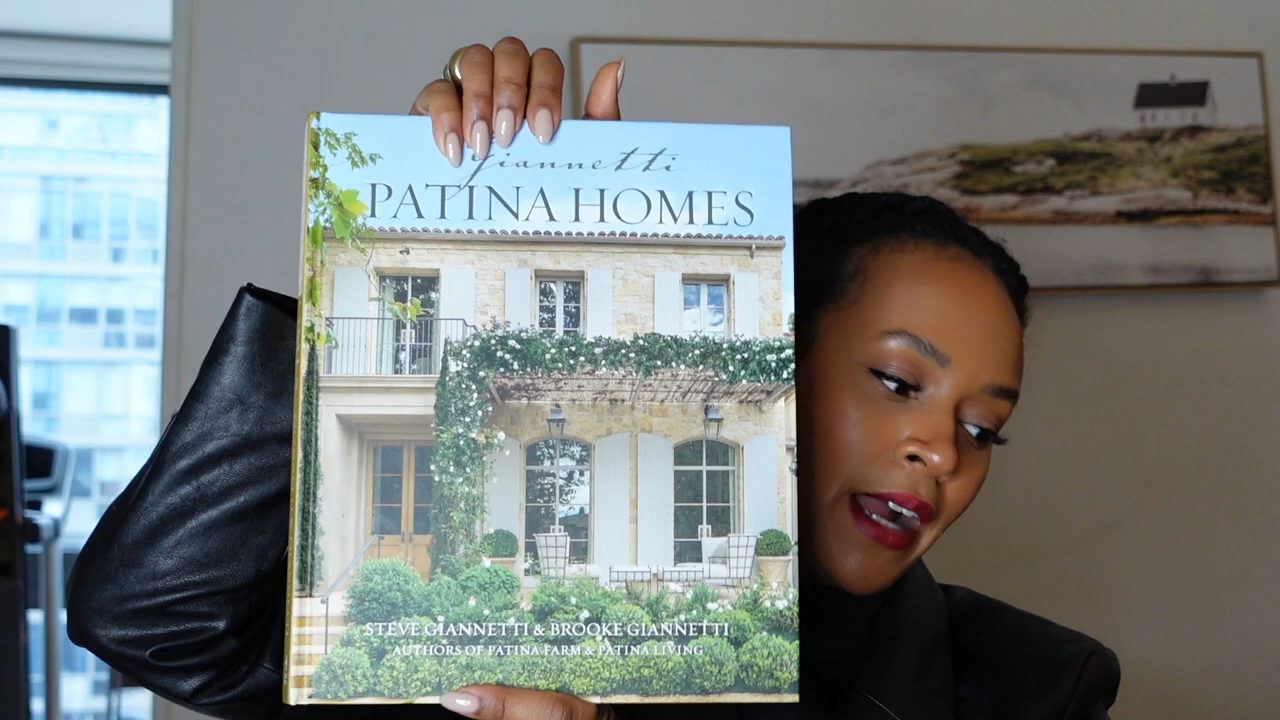 giannetti
PATINA HOMES
STEVE GIANNETTI & BROOKE GIANNETTI
AUTHORS OF PATINA FARM & PATINA LIVING